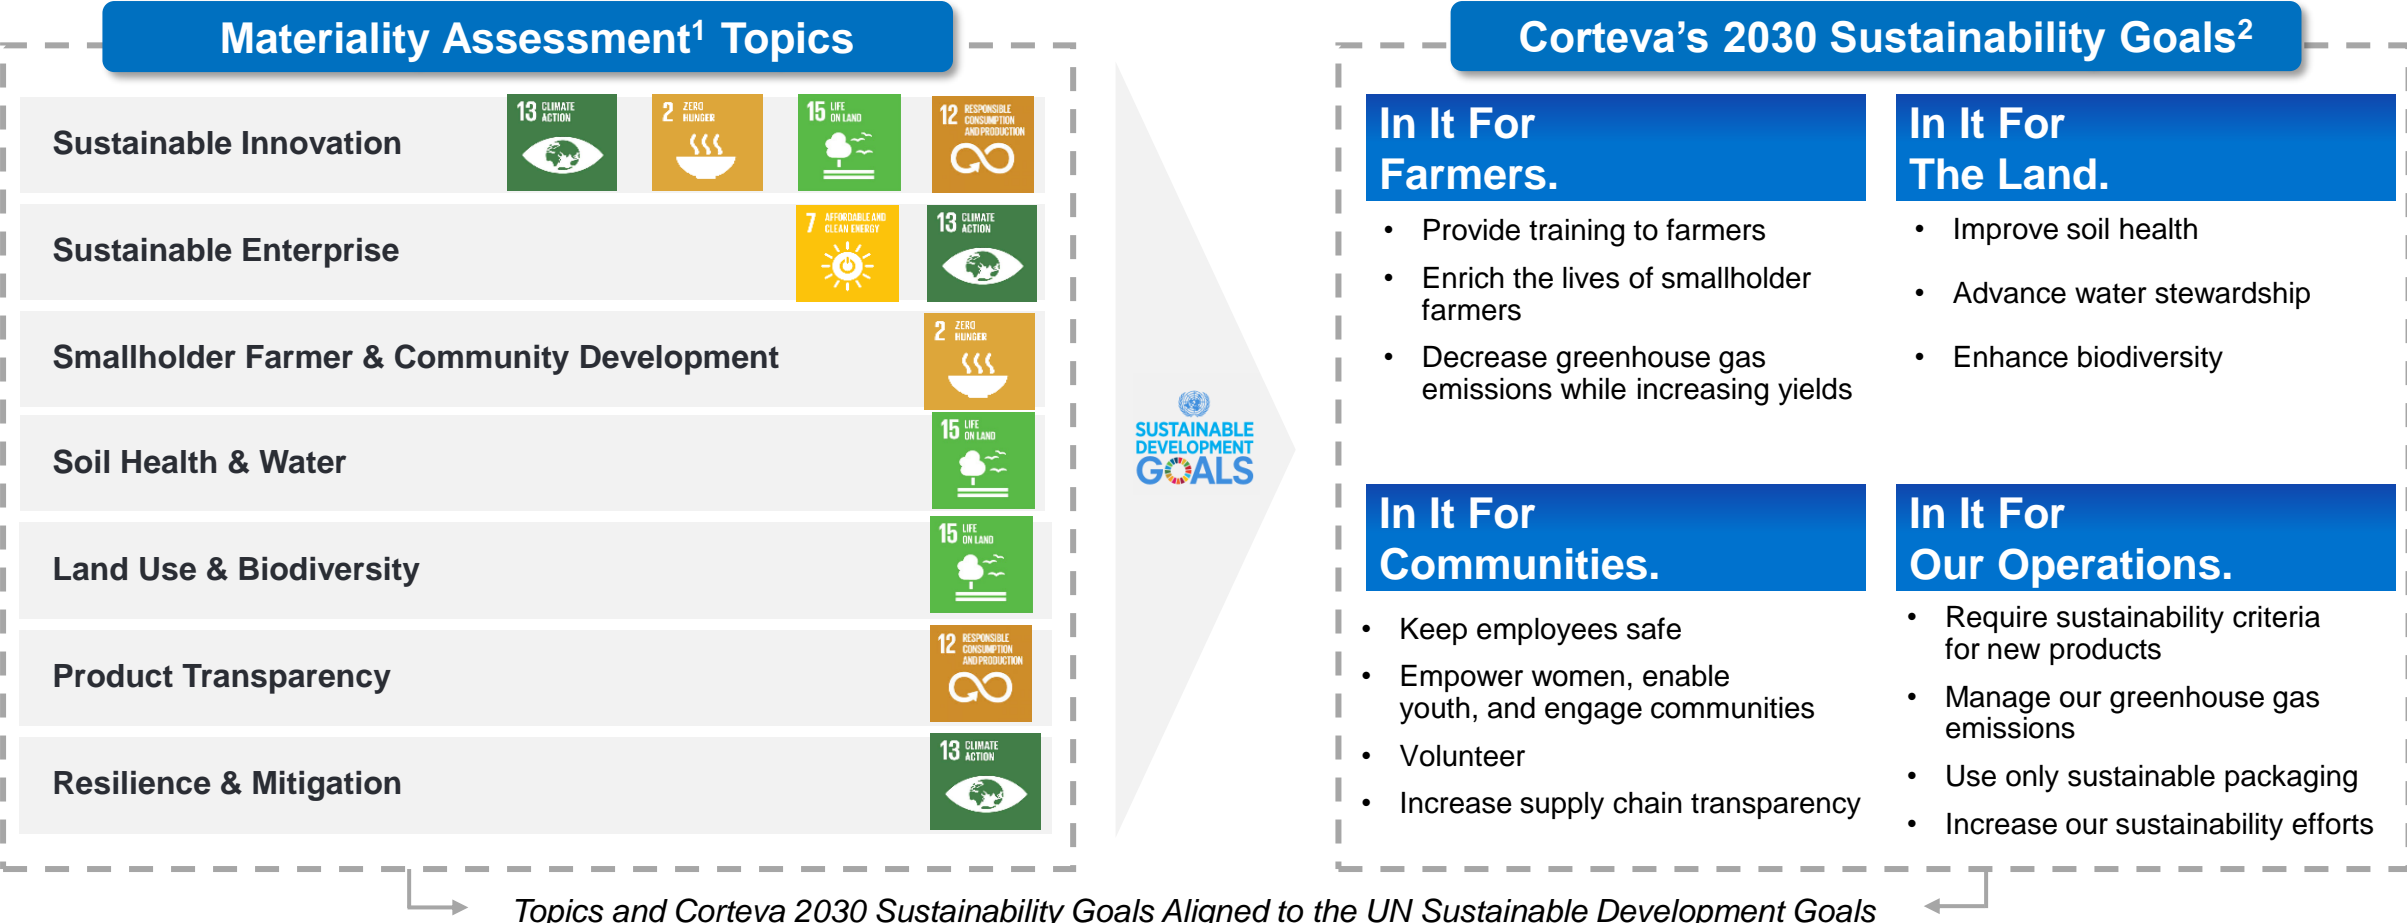 Materiality Assessment¹ Topics
Sustainable Innovation
13 CLIMATE
ACTION
2 ZERO
HUNGER
15 LIFE
ON LAND
12 RESPONSIBLE
CONSUMPTION
AND PRODUCTION
Sustainable Enterprise
7 AFFORDABLE AND
CLEAN ENERGY
13 CLIMATE
ACTION
Smallholder Farmer & Community Development
2 ZERO
HUNGER
Soil Health & Water
15 LIFE
ON LAND
Land Use & Biodiversity
15 LIFE
ON LAND
Product Transparency
12 RESPONSIBLE
CONSUMPTION
AND PRODUCTION
Resilience & Mitigation
13 CLIMATE
ACTION
SUSTAINABLE
DEVELOPMENT
GOALS
Corteva's 2030 Sustainability Goals²
In It For
Farmers.
• Provide training to farmers
• Enrich the lives of smallholder
farmers
• Decrease greenhouse gas
emissions while increasing yields
In It For
The Land.
• Improve soil health
• Advance water stewardship
• Enhance biodiversity
In It For
Communities.
• Keep employees safe
• Empower women, enable
youth, and engage communities
• Volunteer
• Increase supply chain transparency
In It For
Our Operations.
• Require sustainability criteria
for new products
• Manage our greenhouse gas
emissions
• Use only sustainable packaging
• Increase our sustainability efforts
Topics and Corteva 2030 Sustainability Goals Aligned to the UN Sustainable Development Goals